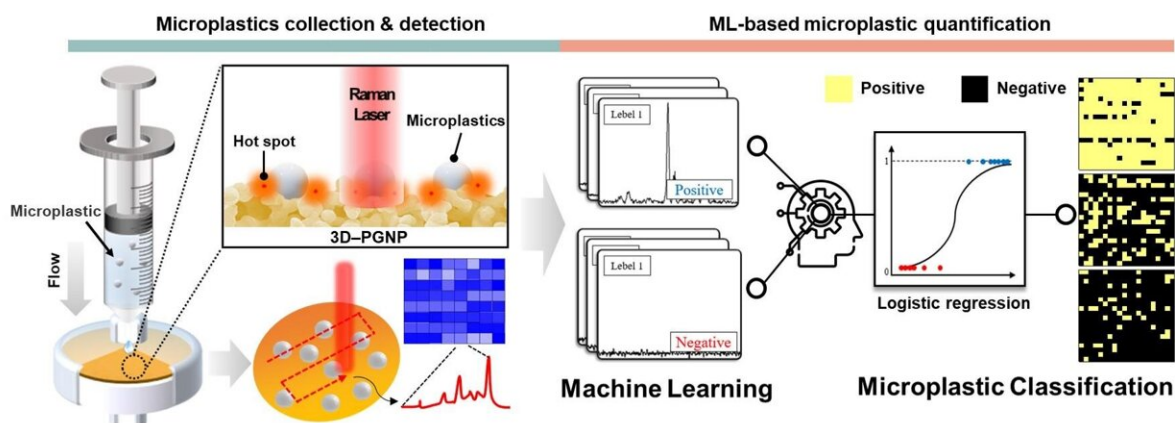 Microplastics collection & detection
ML-based microplastic quantification
Raman
Laser
Microplastics
Hot spot
3D–PGNP
Microplastic
Flow
Lebel 1
Positive
Lebel 1
Negative
Machine Learning
Positive
Negative
1
0
Logistic regression
Microplastic Classification